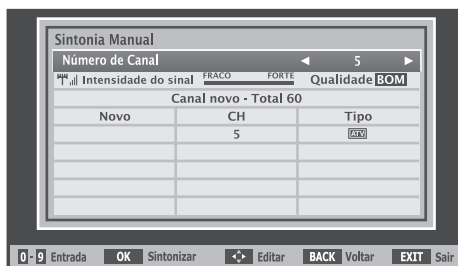 Sintonia Manual
Número de Canal ◄ 5 ►
Intensidade do sinal FRACO FORTE Qualidade BOM
Canal novo - Total 60
Novo CH Tipo
5 ATV
0 - 9 Entrada OK Sintonizar Editar BACK Voltar EXIT Sair